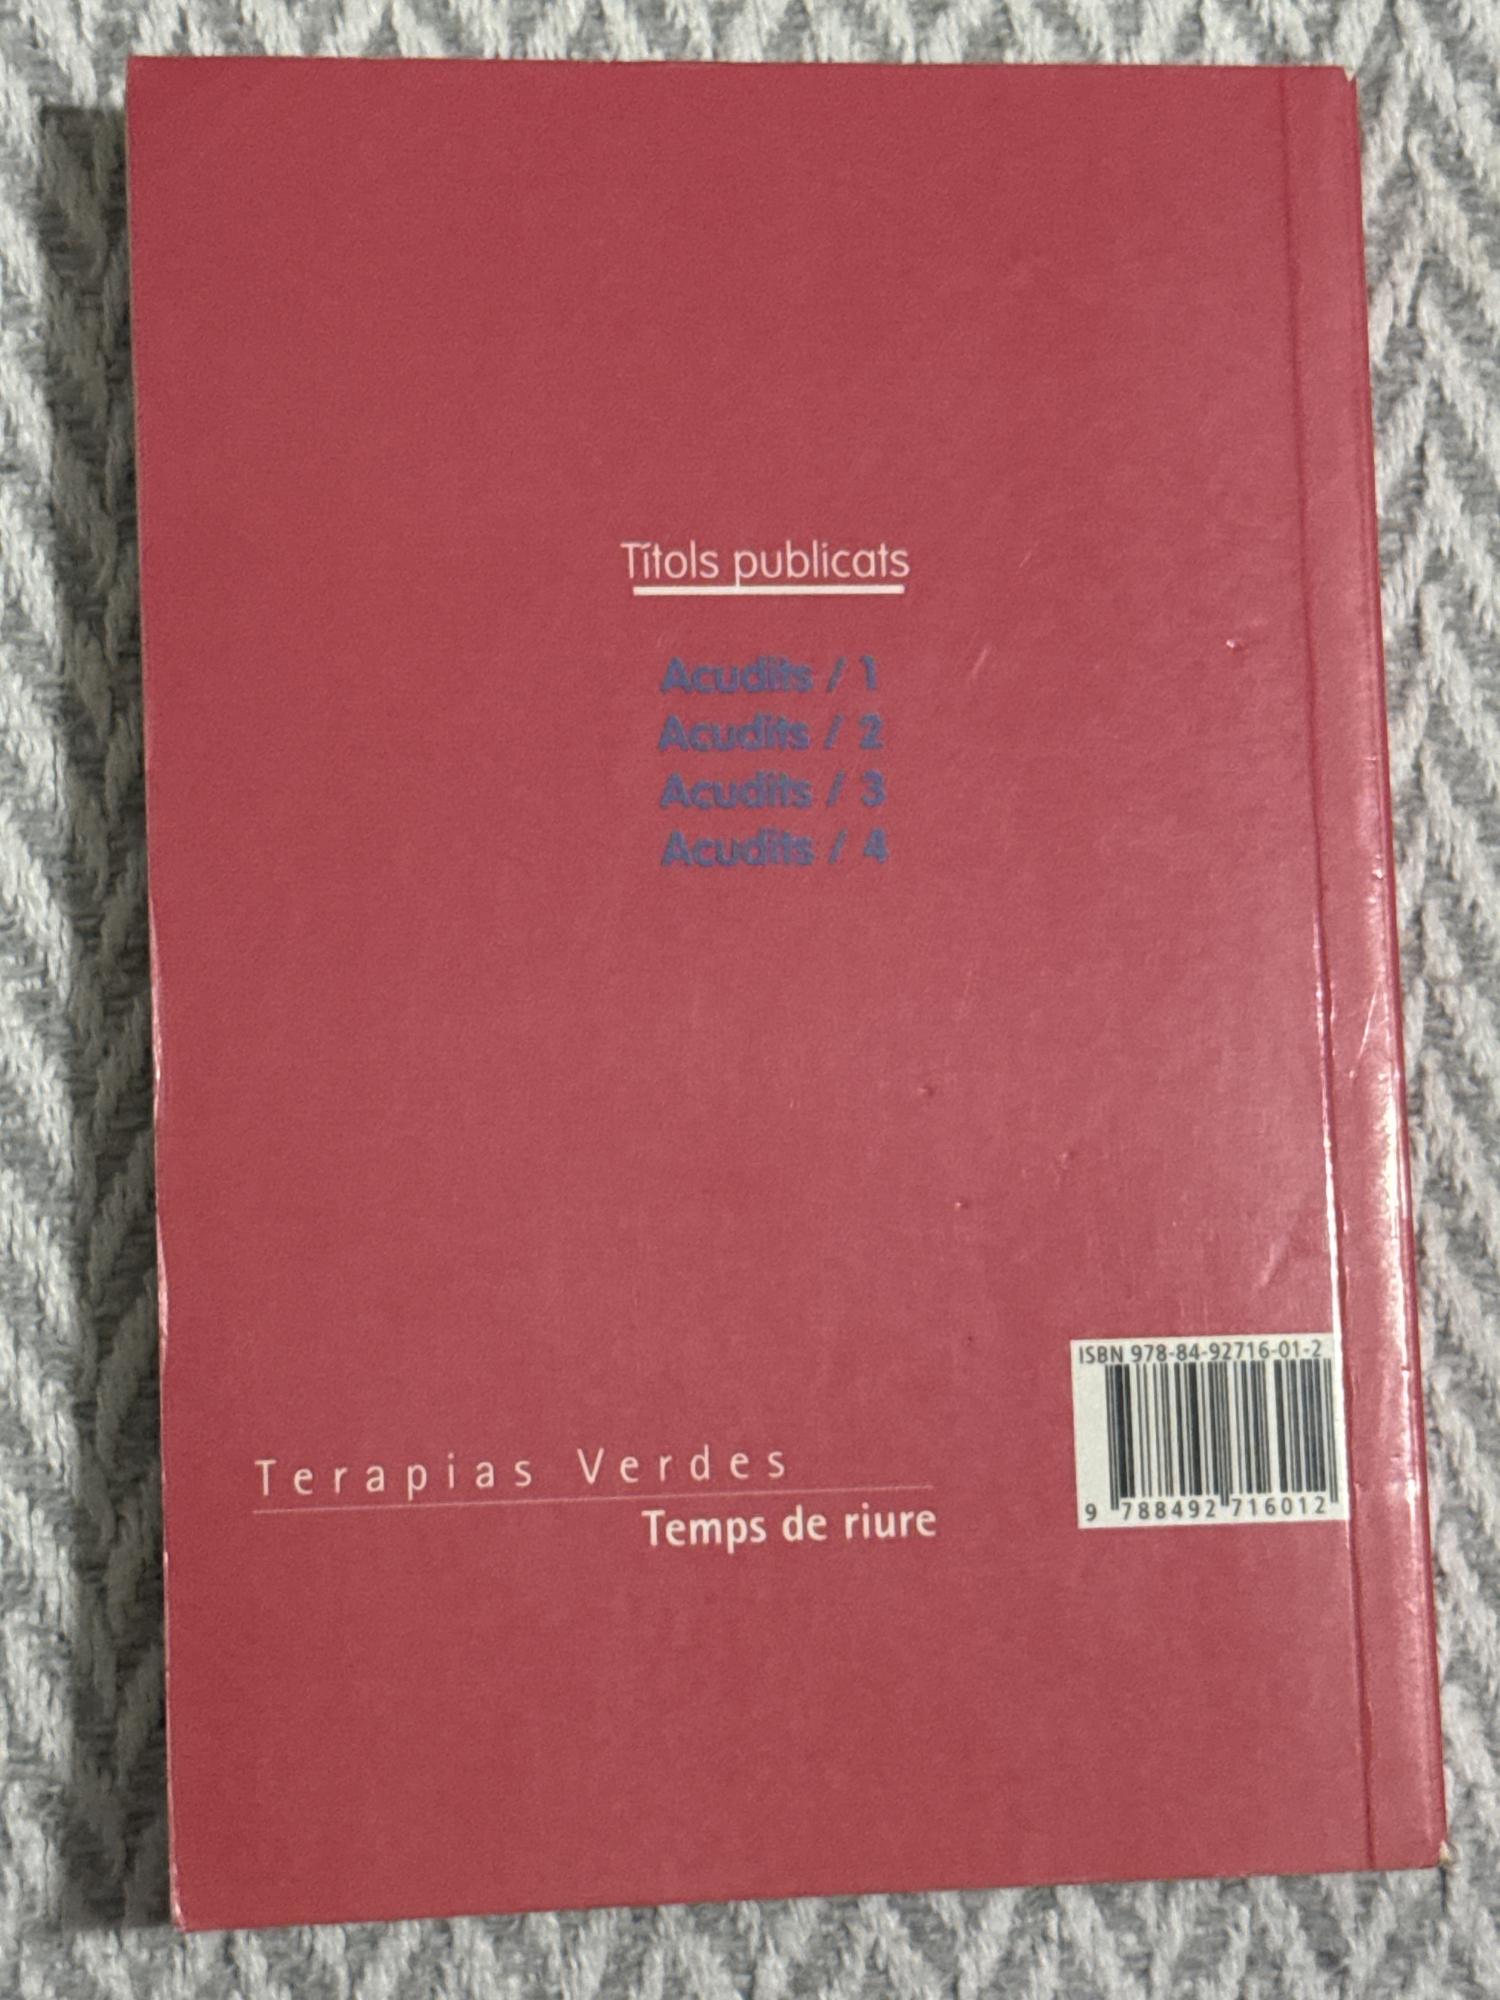 Títols publicats
Acudits / 1
Acudits / 2
Acudits / 3
Acudits / 4
ISBN 978-84-92716-01-2
9 788492 716012
Terapias Verdes
Temps de riure